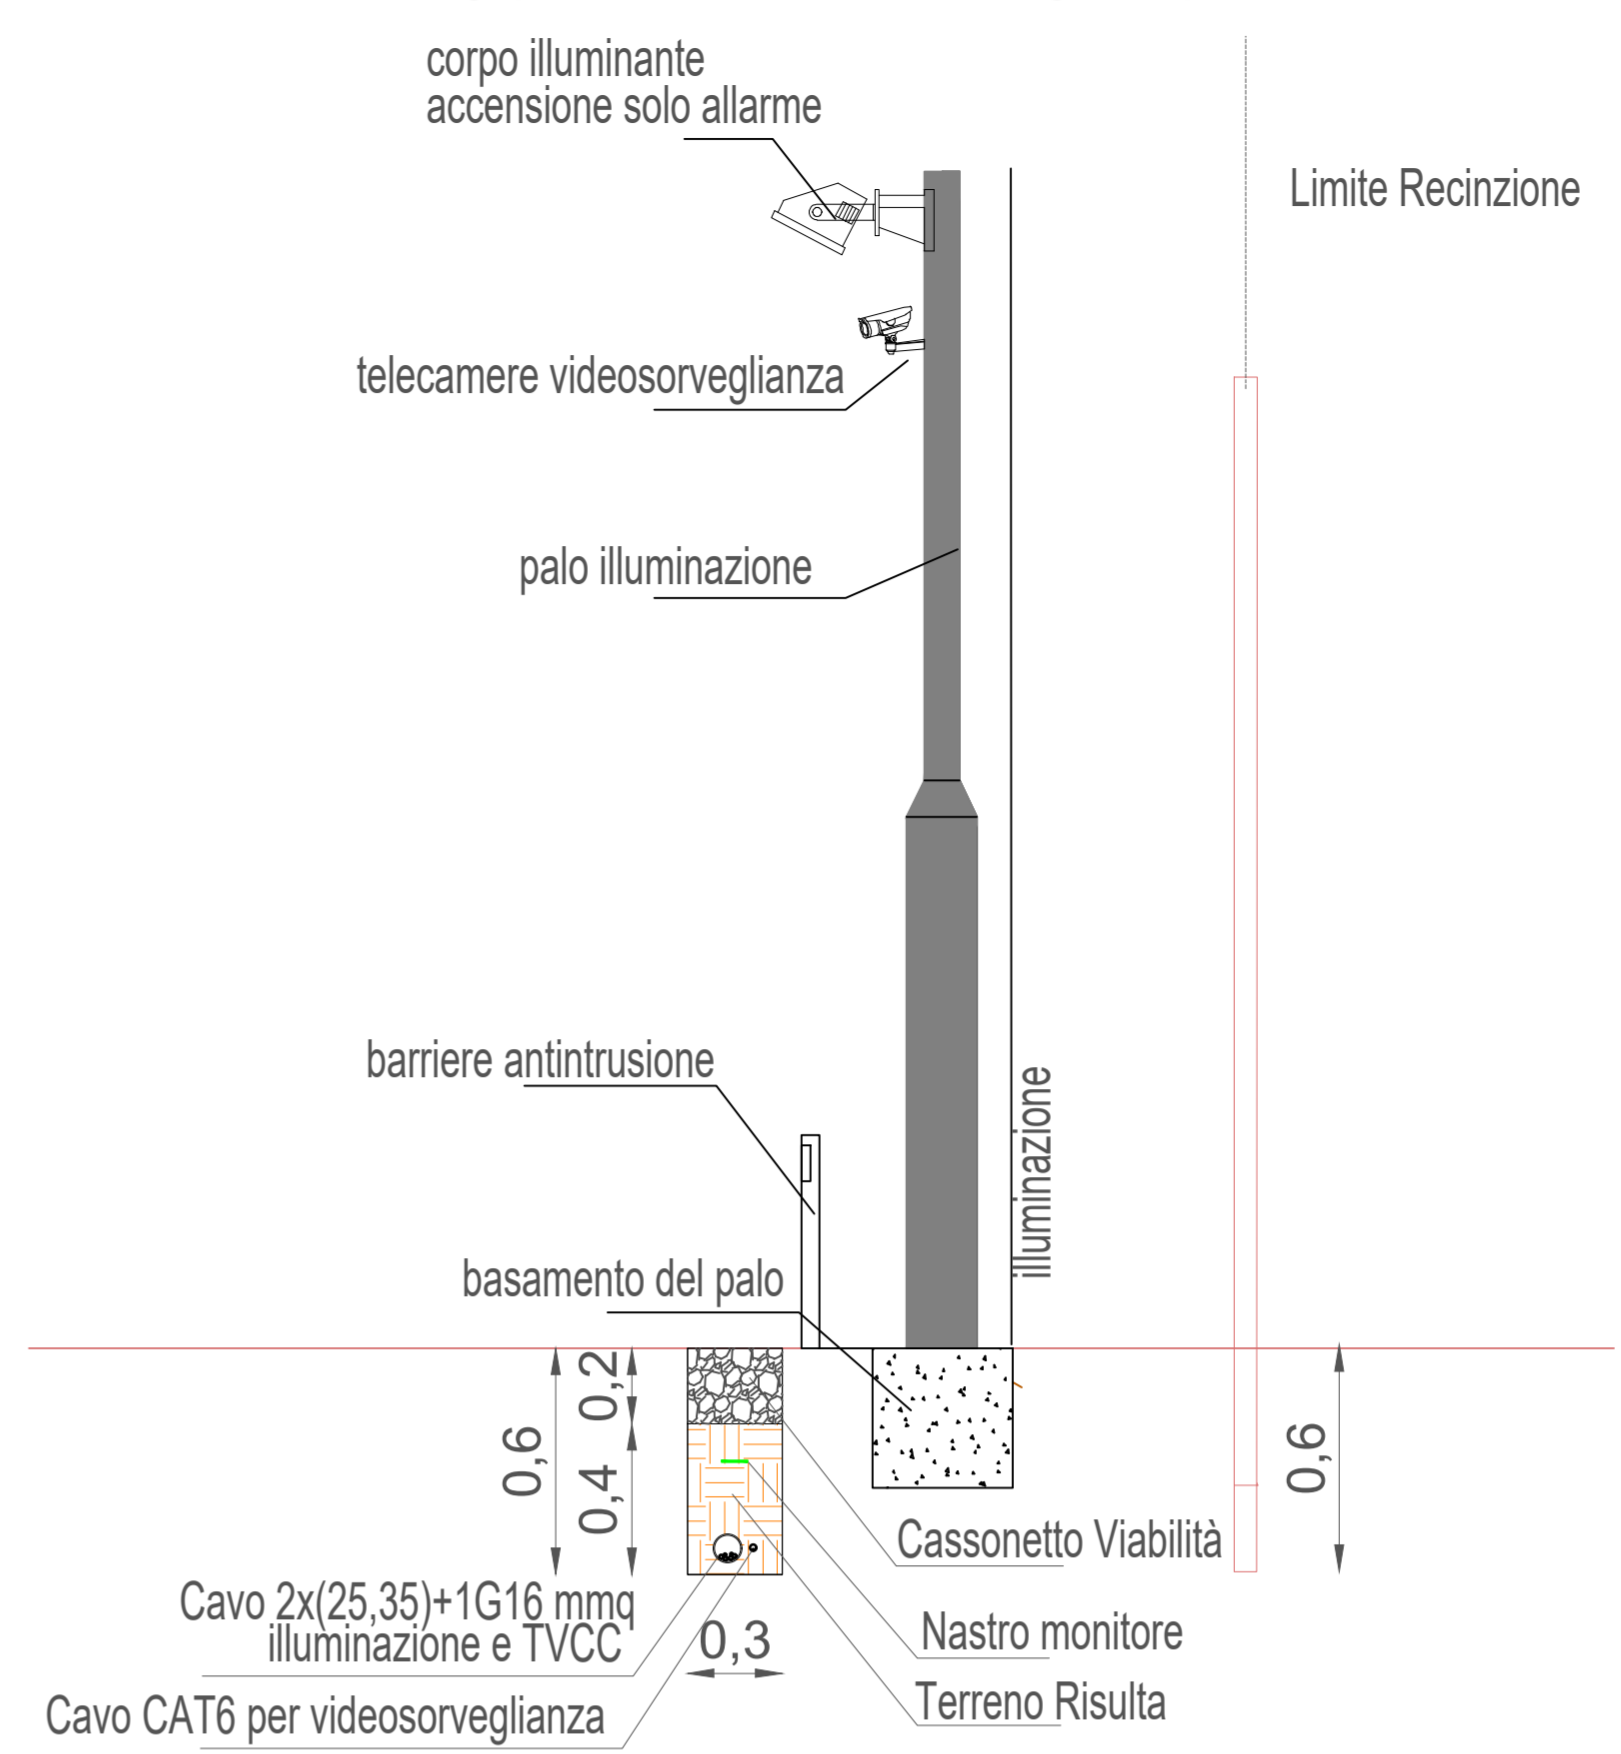 corpo illuminante
accensione solo allarme
Limite Recinzione
telecamere videosorveglianza
palo illuminazione
barriere antintrusione
illuminazione
basamento del palo
0,2
0,6
0,4
0,6
Cassonetto Viabilità
Cavo 2x(25,35)+1G16 mmq
illuminazione e TVCC
0,3
Nastro monitore
Terreno Risulta
Cavo CAT6 per videosorveglianza